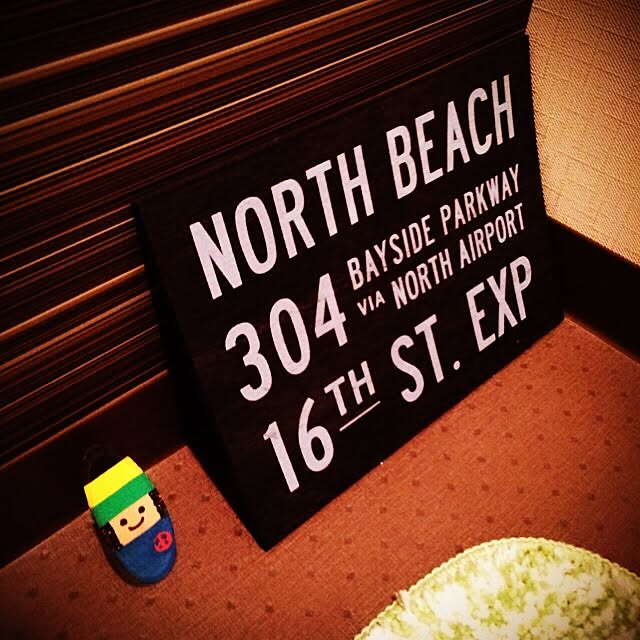 NORTH BEACH
304 BAYSIDE PARKWAY
VIA NORTH AIRPORT
16TH ST. EXP